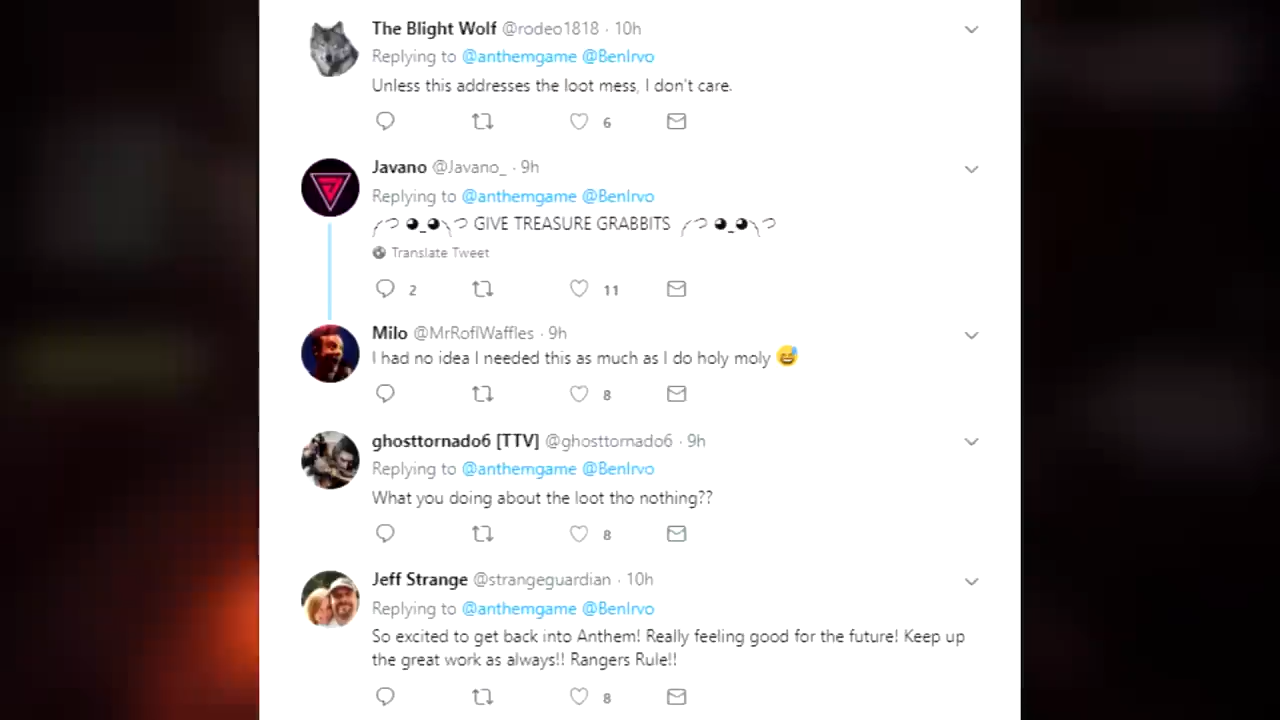 The Blight Wolf @rodeo1818 · 10h
Replying to @anthemgame @BenIrvo
Unless this addresses the loot mess, I don't care.
6
Javano @Javano_ · 9h
Replying to @anthemgame @BenIrvo
༼つ ◕_◕༽つ GIVE TREASURE GRABBITS ༼つ ◕_◕༽つ
Translate Tweet
2 11
Milo @MrRoflWaffles · 9h
I had no idea I needed this as much as I do holy moly 😅
8
ghosttornado6 [TTV] @ghosttornado6 · 9h
Replying to @anthemgame @BenIrvo
What you doing about the loot tho nothing??
8
Jeff Strange @strangeguardian · 10h
Replying to @anthemgame @BenIrvo
So excited to get back into Anthem! Really feeling good for the future! Keep up
the great work as always!! Rangers Rule!!
8